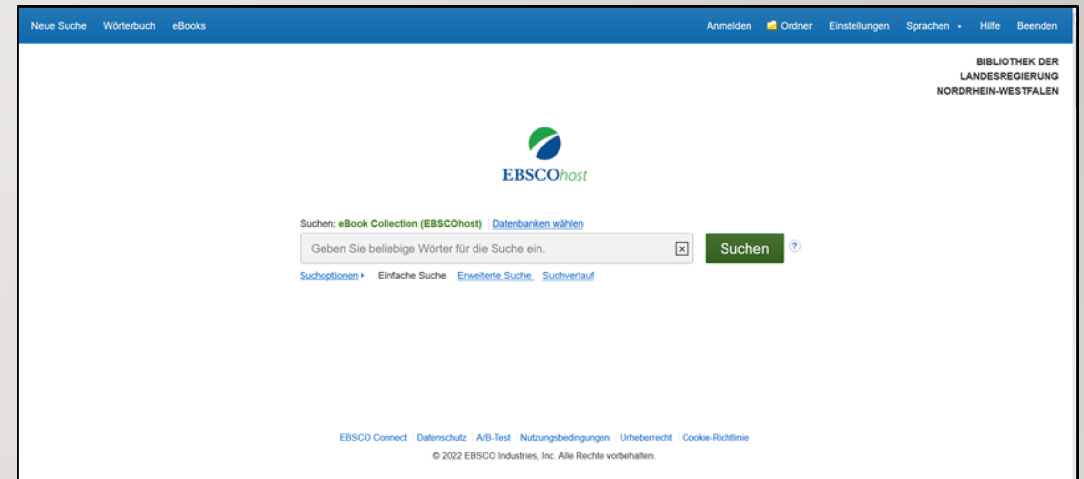 Neue Suche Wörterbuch eBooks Anmelden Ordner Einstellungen Sprachen Hilfe Beenden
BIBLIOTHEK DER
LANDESREGIERUNG
NORDRHEIN-WESTFALEN
EBSCOhost
Suchen: eBook Collection (EBSCOhost) Datenbanken wählen
Geben Sie beliebige Wörter für die Suche ein. Suchen ?
Suchoptionen Einfache Suche Erweiterte Suche Suchverlauf
EBSCO Connect Datenschutz A/B-Test Nutzungsbedingungen Urheberrecht Cookie-Richtlinie
© 2022 EBSCO Industries, Inc. Alle Rechte vorbehalten.